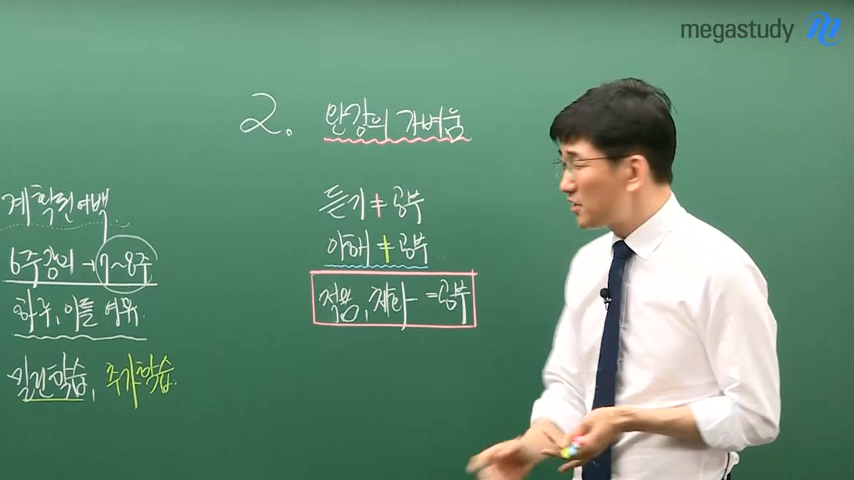 megastudy
계획된 여백
6주 강의 → 7~8주
하루, 이틀 여유.
밀린학습, 추가학습.
2. 완강의 가벼움
듣기 ≠ 공부
이해 ≠ 공부
적용, 체화 = 공부